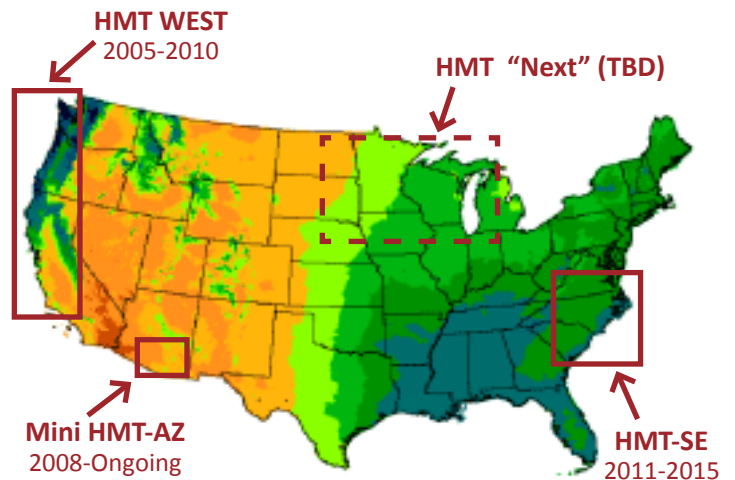 HMT WEST
2005-2010
HMT “Next” (TBD)
Mini HMT-AZ
2008-Ongoing
HMT-SE
2011-2015